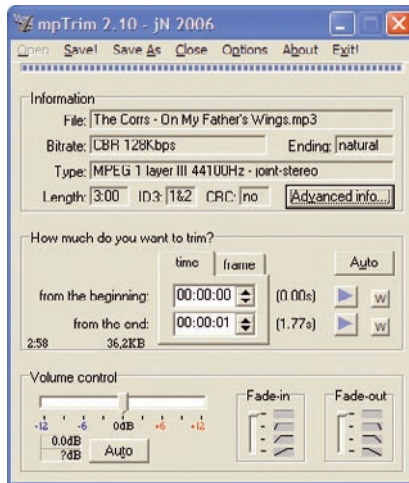 mpTrim 2.10 - jN 2006
Open Save! Save As Close Options About Exit!
Information
File: The Corrs - On My Father's Wings.mp3
Bitrate: CBR 128Kbps Ending: natural
Type: MPEG 1 layer III 44100Hz - joint-stereo
Length: 3:00 ID3: 1&2 CRC: no Advanced info...
How much do you want to trim?
time frame Auto
from the beginning: 00:00:00 (0.00s) w
from the end: 00:00:01 (1.77s) w
2:58 36,2KB
Volume control Fade-in Fade-out
-12 -6 0dB +6 +12
0.0dB
?dB Auto